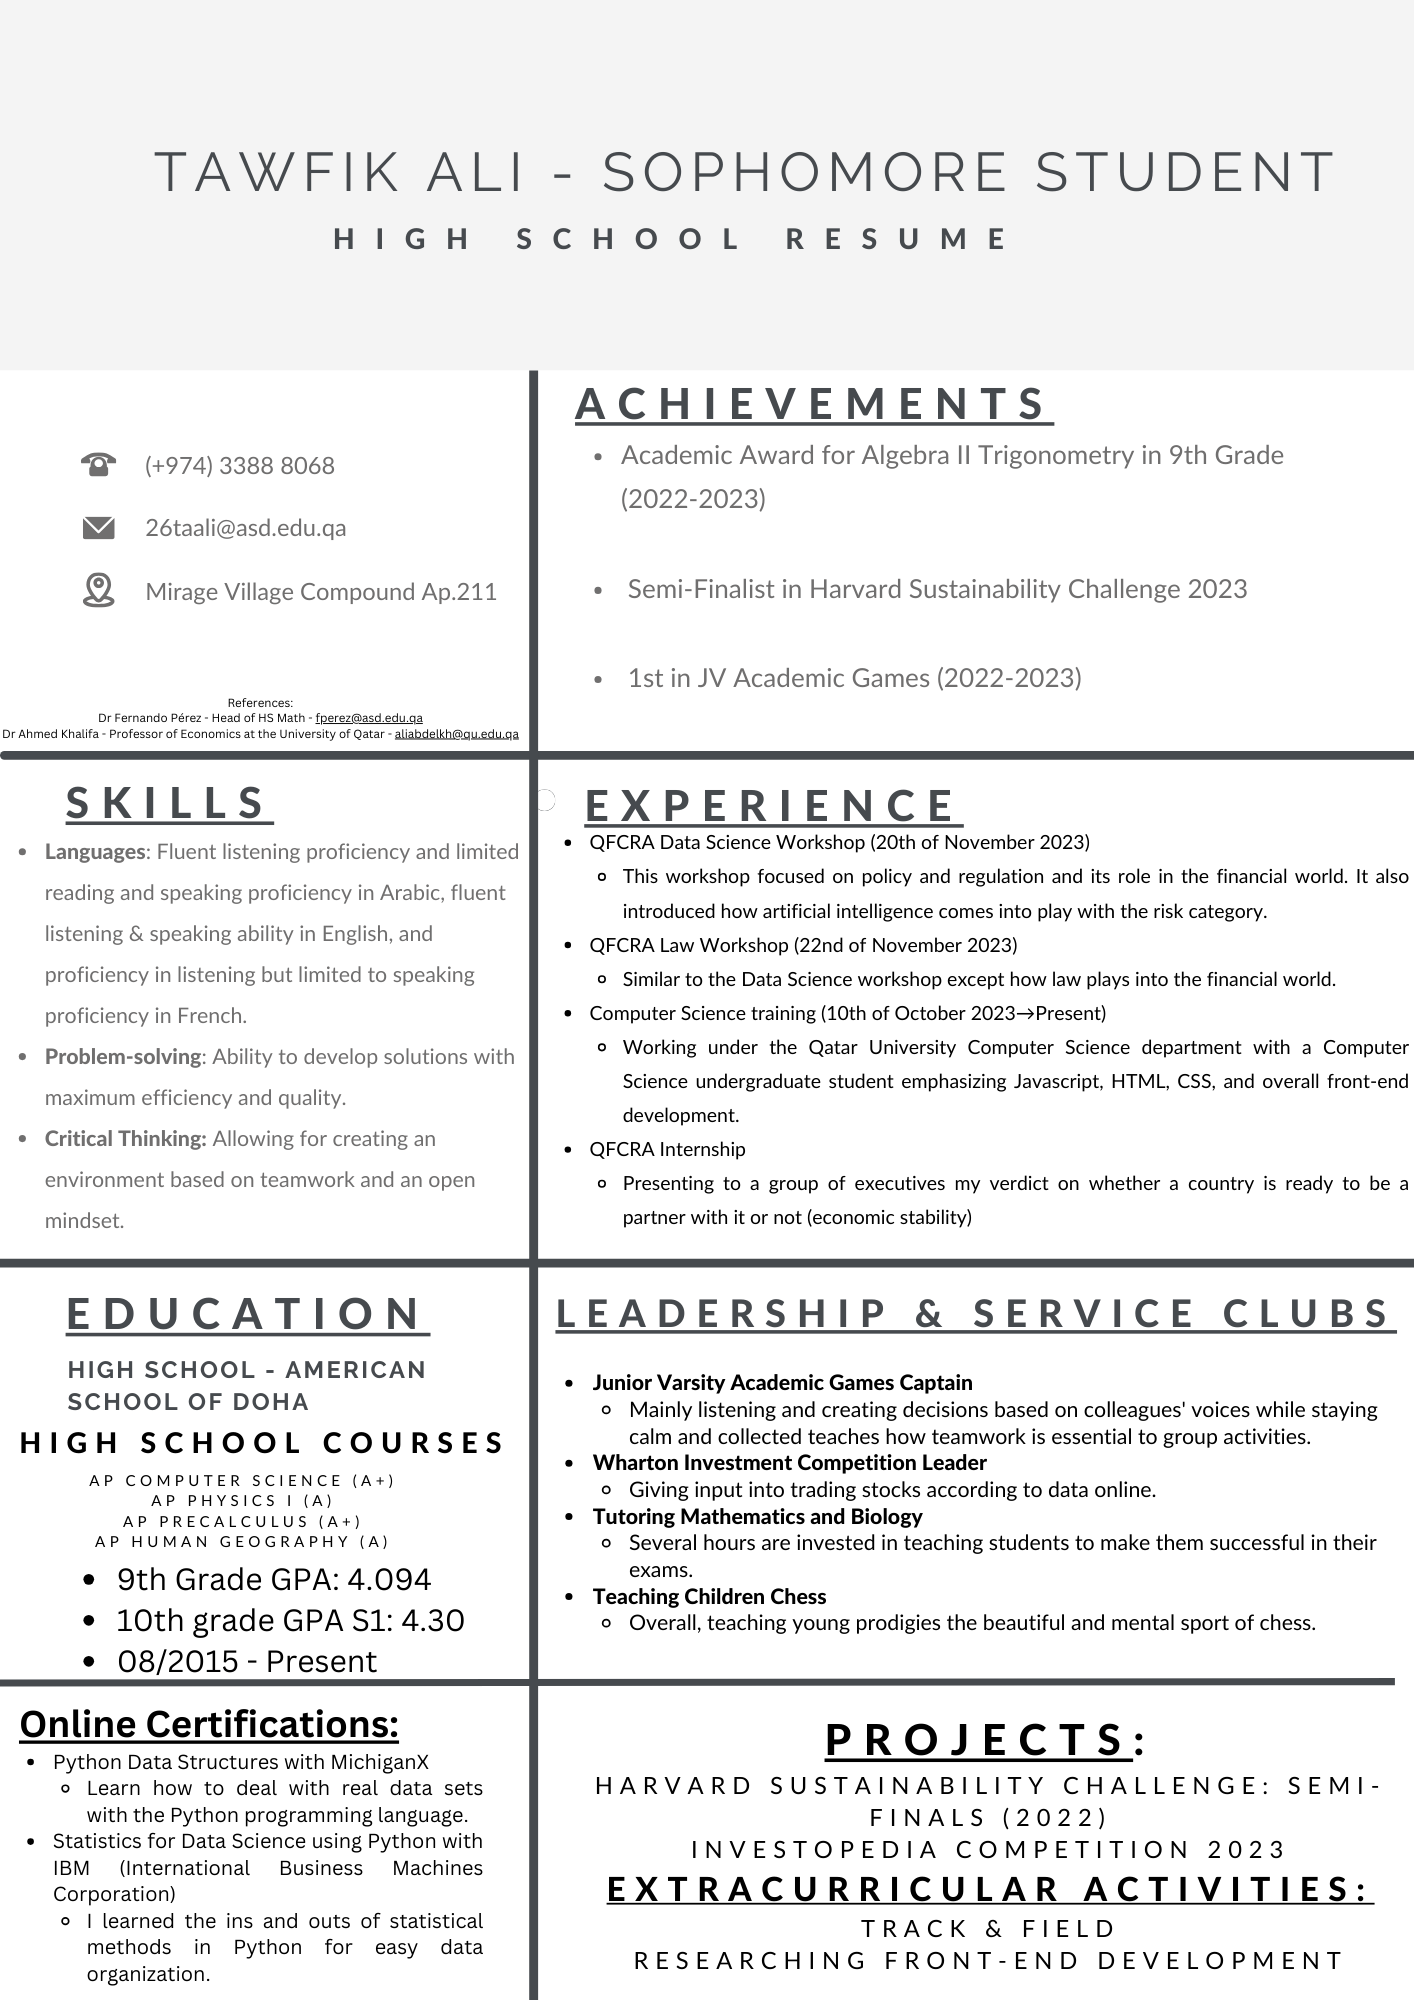 TAWFIK ALI - SOPHOMORE STUDENT
HIGH SCHOOL RESUME
(+974) 3388 8068
26taali@asd.edu.qa
Mirage Village Compound Ap.211
References:
Dr Fernando Pérez - Head of HS Math - fperez@asd.edu.qa
Dr Ahmed Khalifa - Professor of Economics at the University of Qatar - aliabdelkh@qu.edu.qa
ACHIEVEMENTS
• Academic Award for Algebra II Trigonometry in 9th Grade
(2022-2023)
• Semi-Finalist in Harvard Sustainability Challenge 2023
• 1st in JV Academic Games (2022-2023)
SKILLS
• Languages: Fluent listening proficiency and limited
reading and speaking proficiency in Arabic, fluent
listening & speaking ability in English, and
proficiency in listening but limited to speaking
proficiency in French.
• Problem-solving: Ability to develop solutions with
maximum efficiency and quality.
• Critical Thinking: Allowing for creating an
environment based on teamwork and an open
mindset.
EXPERIENCE
• QFCRA Data Science Workshop (20th of November 2023)
◦ This workshop focused on policy and regulation and its role in the financial world. It also
introduced how artificial intelligence comes into play with the risk category.
• QFCRA Law Workshop (22nd of November 2023)
◦ Similar to the Data Science workshop except how law plays into the financial world.
• Computer Science training (10th of October 2023→Present)
◦ Working under the Qatar University Computer Science department with a Computer
Science undergraduate student emphasizing Javascript, HTML, CSS, and overall front-end
development.
• QFCRA Internship
◦ Presenting to a group of executives my verdict on whether a country is ready to be a
partner with it or not (economic stability)
EDUCATION
HIGH SCHOOL - AMERICAN
SCHOOL OF DOHA
HIGH SCHOOL COURSES
AP COMPUTER SCIENCE (A+)
AP PHYSICS I (A)
AP PRECALCULUS (A+)
AP HUMAN GEOGRAPHY (A)
• 9th Grade GPA: 4.094
• 10th grade GPA S1: 4.30
• 08/2015 - Present
LEADERSHIP & SERVICE CLUBS
• Junior Varsity Academic Games Captain
◦ Mainly listening and creating decisions based on colleagues' voices while staying
calm and collected teaches how teamwork is essential to group activities.
• Wharton Investment Competition Leader
◦ Giving input into trading stocks according to data online.
• Tutoring Mathematics and Biology
◦ Several hours are invested in teaching students to make them successful in their
exams.
• Teaching Children Chess
◦ Overall, teaching young prodigies the beautiful and mental sport of chess.
Online Certifications:
• Python Data Structures with MichiganX
◦ Learn how to deal with real data sets
with the Python programming language.
• Statistics for Data Science using Python with
IBM (International Business Machines
Corporation)
◦ I learned the ins and outs of statistical
methods in Python for easy data
organization.
PROJECTS:
HARVARD SUSTAINABILITY CHALLENGE: SEMI-
FINALS (2022)
INVESTOPEDIA COMPETITION 2023
EXTRACURRICULAR ACTIVITIES:
TRACK & FIELD
RESEARCHING FRONT-END DEVELOPMENT